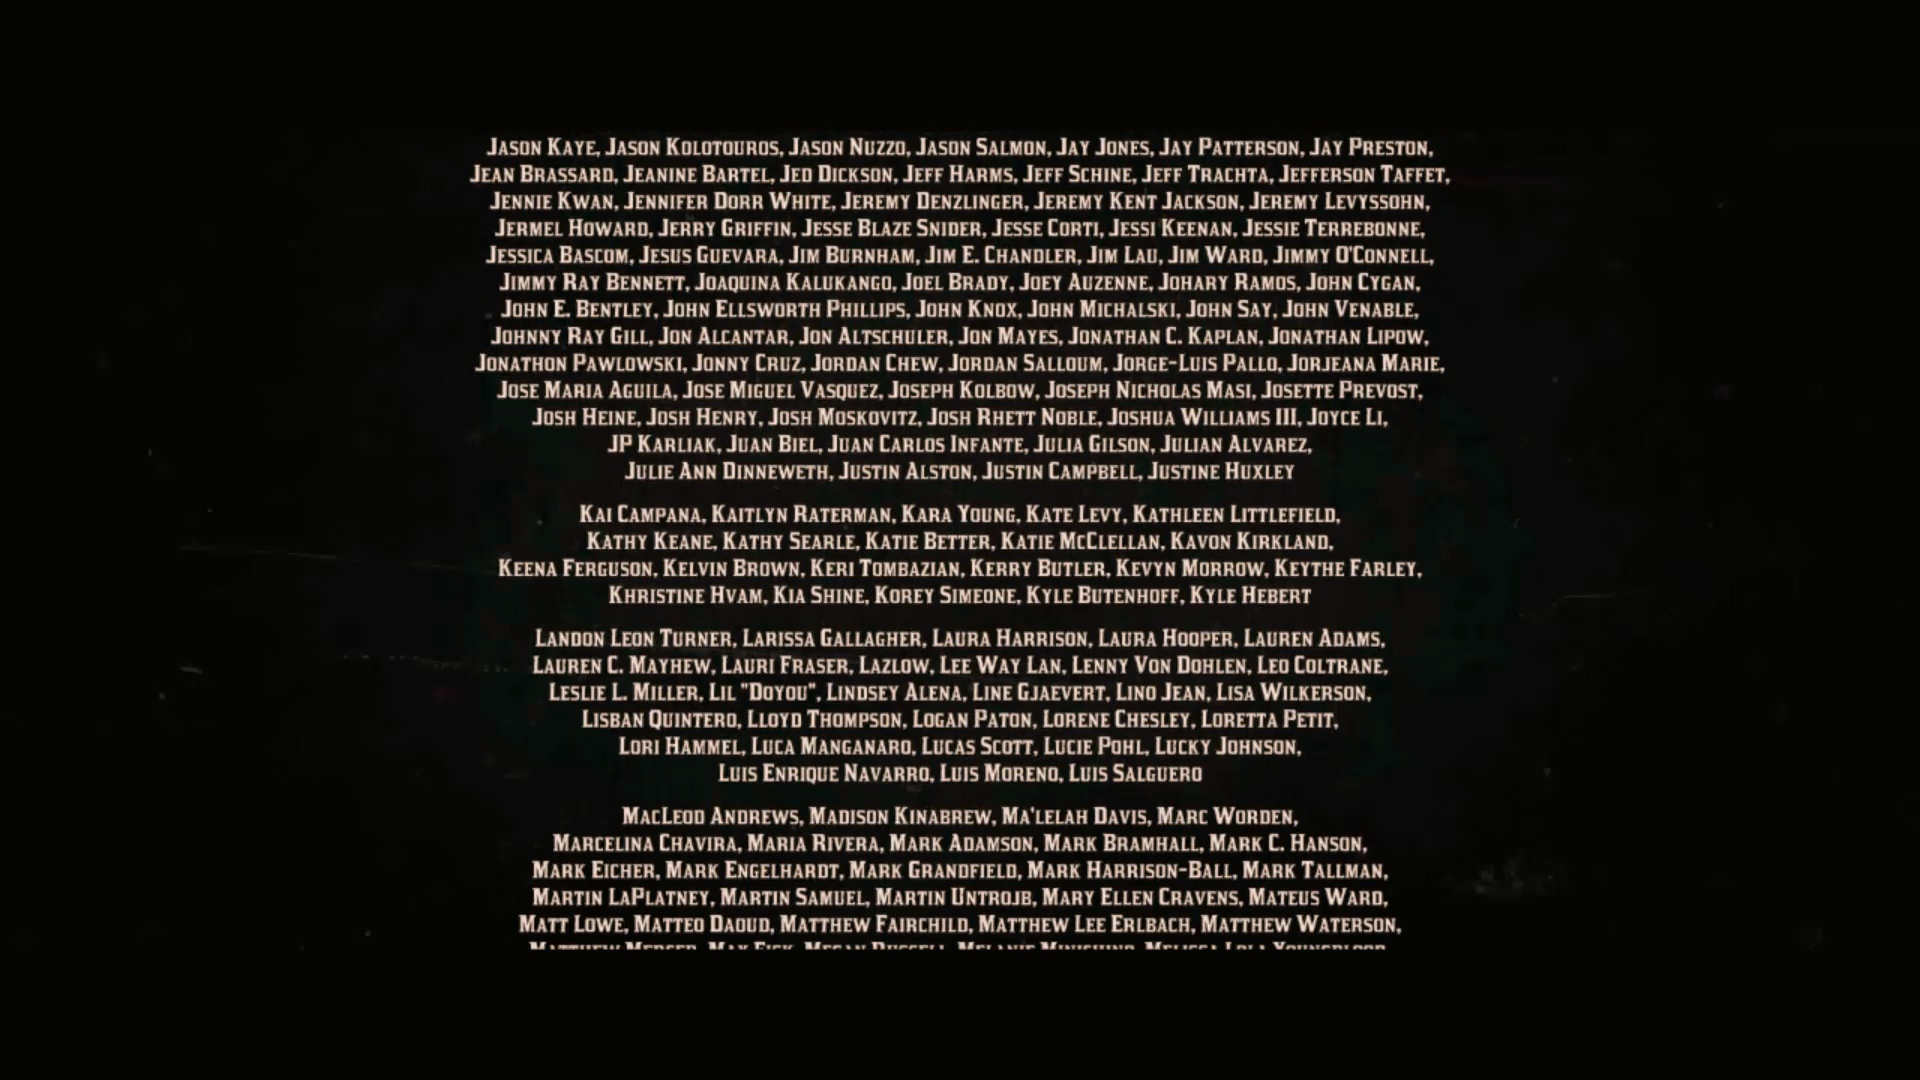 Jason Kaye, Jason Kolotouros, Jason Nuzzo, Jason Salmon, Jay Jones, Jay Patterson, Jay Preston,
Jean Brassard, Jeanine Bartel, Jed Dickson, Jeff Harms, Jeff Schine, Jeff Trachta, Jefferson Taffet,
Jennie Kwan, Jennifer Dorr White, Jeremy Denzlinger, Jeremy Kent Jackson, Jeremy Levyssohn,
Jermel Howard, Jerry Griffin, Jesse Blaze Snider, Jesse Corti, Jessi Keenan, Jessie Terrebonne,
Jessica Bascom, Jesus Guevara, Jim Burnham, Jim E. Chandler, Jim Lau, Jim Ward, Jimmy O'Connell,
Jimmy Ray Bennett, Joaquina Kalukango, Joel Brady, Joey Auzenne, Johary Ramos, John Cygan,
John E. Bentley, John Ellsworth Phillips, John Knox, John Michalski, John Say, John Venable,
Johnny Ray Gill, Jon Alcantar, Jon Altschuler, Jon Mayes, Jonathan C. Kaplan, Jonathan Lipow,
Jonathon Pawlowski, Jonny Cruz, Jordan Chew, Jordan Salloum, Jorge-Luis Pallo, Jorjeana Marie,
Jose Maria Aguila, Jose Miguel Vasquez, Joseph Kolbow, Joseph Nicholas Masi, Josette Prevost,
Josh Heine, Josh Henry, Josh Moskovitz, Josh Rhett Noble, Joshua Williams III, Joyce Li,
JP Karliak, Juan Biel, Juan Carlos Infante, Julia Gilson, Julian Alvarez,
Julie Ann Dinneweth, Justin Alston, Justin Campbell, Justine Huxley
Kai Campana, Kaitlyn Raterman, Kara Young, Kate Levy, Kathleen Littlefield,
Kathy Keane, Kathy Searle, Katie Better, Katie McClellan, Kavon Kirkland,
Keena Ferguson, Kelvin Brown, Keri Tombazian, Kerry Butler, Kevyn Morrow, Keythe Farley,
Khristine Hvam, Kia Shine, Korey Simeone, Kyle Butenhoff, Kyle Hebert
Landon Leon Turner, Larissa Gallagher, Laura Harrison, Laura Hooper, Lauren Adams,
Lauren C. Mayhew, Lauri Fraser, Lazlow, Lee Way Lan, Lenny Von Dohlen, Leo Coltrane,
Leslie L. Miller, Lil "Doyou", Lindsey Alena, Line Gjaevert, Lino Jean, Lisa Wilkerson,
Lisban Quintero, Lloyd Thompson, Logan Paton, Lorene Chesley, Loretta Petit,
Lori Hammel, Luca Manganaro, Lucas Scott, Lucie Pohl, Lucky Johnson,
Luis Enrique Navarro, Luis Moreno, Luis Salguero
MacLeod Andrews, Madison Kinabrew, Ma'lelah Davis, Marc Worden,
Marcelina Chavira, Maria Rivera, Mark Adamson, Mark Bramhall, Mark C. Hanson,
Mark Eicher, Mark Engelhardt, Mark Grandfield, Mark Harrison-Ball, Mark Tallman,
Martin LaPlatney, Martin Samuel, Martin Untrojb, Mary Ellen Cravens, Mateus Ward,
Matt Lowe, Matteo Daoud, Matthew Fairchild, Matthew Lee Erlbach, Matthew Waterson,